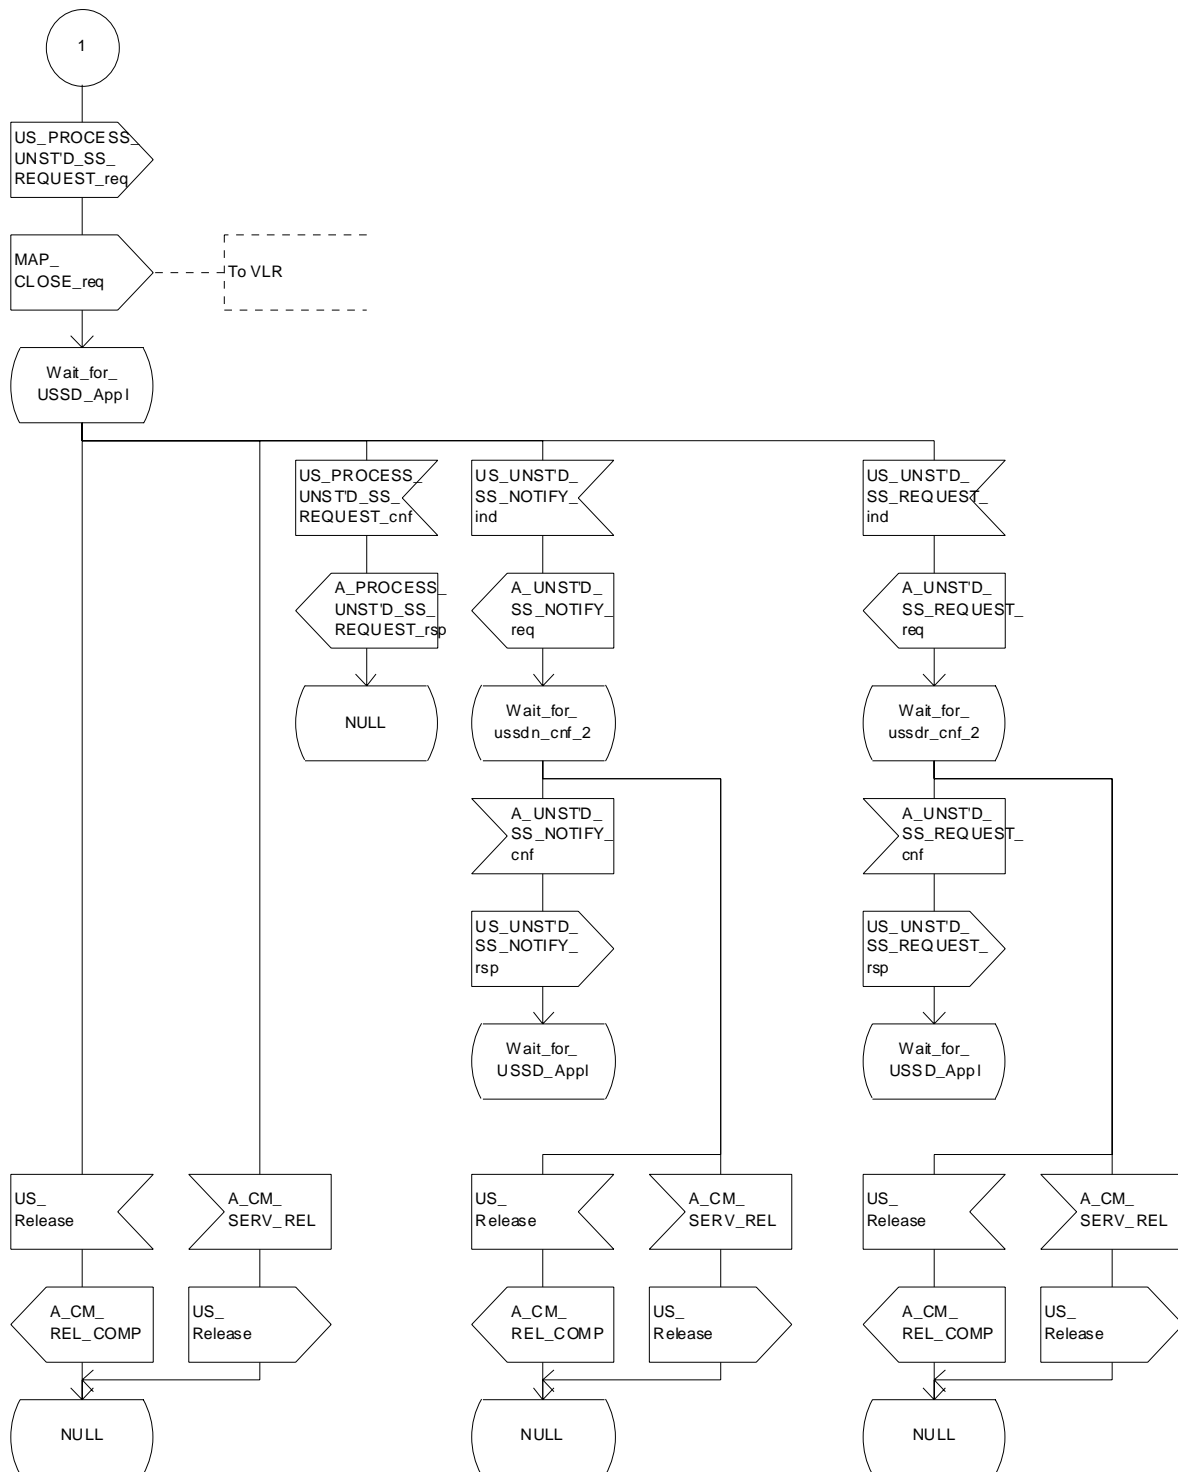 1
US_PROCESS_
UNST'D_SS_
REQUEST_req
MAP_
CLOSE_req
To VLR
Wait_for_
USSD_Appl
US_PROCESS_
UNST'D_SS_
REQUEST_cnf
US_UNST'D_
SS_NOTIFY_
ind
US_UNST'D_
SS_REQUEST_
ind
A_PROCESS_
UNST'D_SS_
REQUEST_rsp
A_UNST'D_
SS_NOTIFY_
req
A_UNST'D_
SS_REQUEST_
req
NULL
Wait_for_
ussdn_cnf_2
Wait_for_
ussdr_cnf_2
A_UNST'D_
SS_NOTIFY_
cnf
A_UNST'D_
SS_REQUEST_
cnf
US_UNST'D_
SS_NOTIFY_
rsp
US_UNST'D_
SS_REQUEST_
rsp
Wait_for_
USSD_Appl
Wait_for_
USSD_Appl
US_
Release
A_CM_
SERV_REL
US_
Release
A_CM_
SERV_REL
US_
Release
A_CM_
SERV_REL
A_CM_
REL_COMP
US_
Release
A_CM_
REL_COMP
US_
Release
A_CM_
REL_COMP
US_
Release
NULL
NULL
NULL